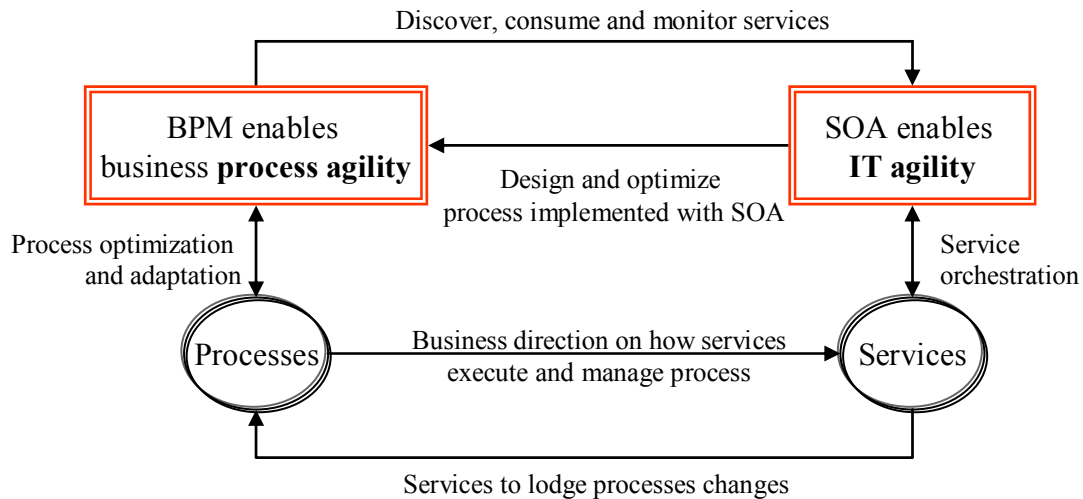 Discover, consume and monitor services
BPM enables
business process agility
SOA enables
IT agility
Design and optimize
process implemented with SOA
Process optimization
and adaptation
Service
orchestration
Processes
Business direction on how services
execute and manage process
Services
Services to lodge processes changes